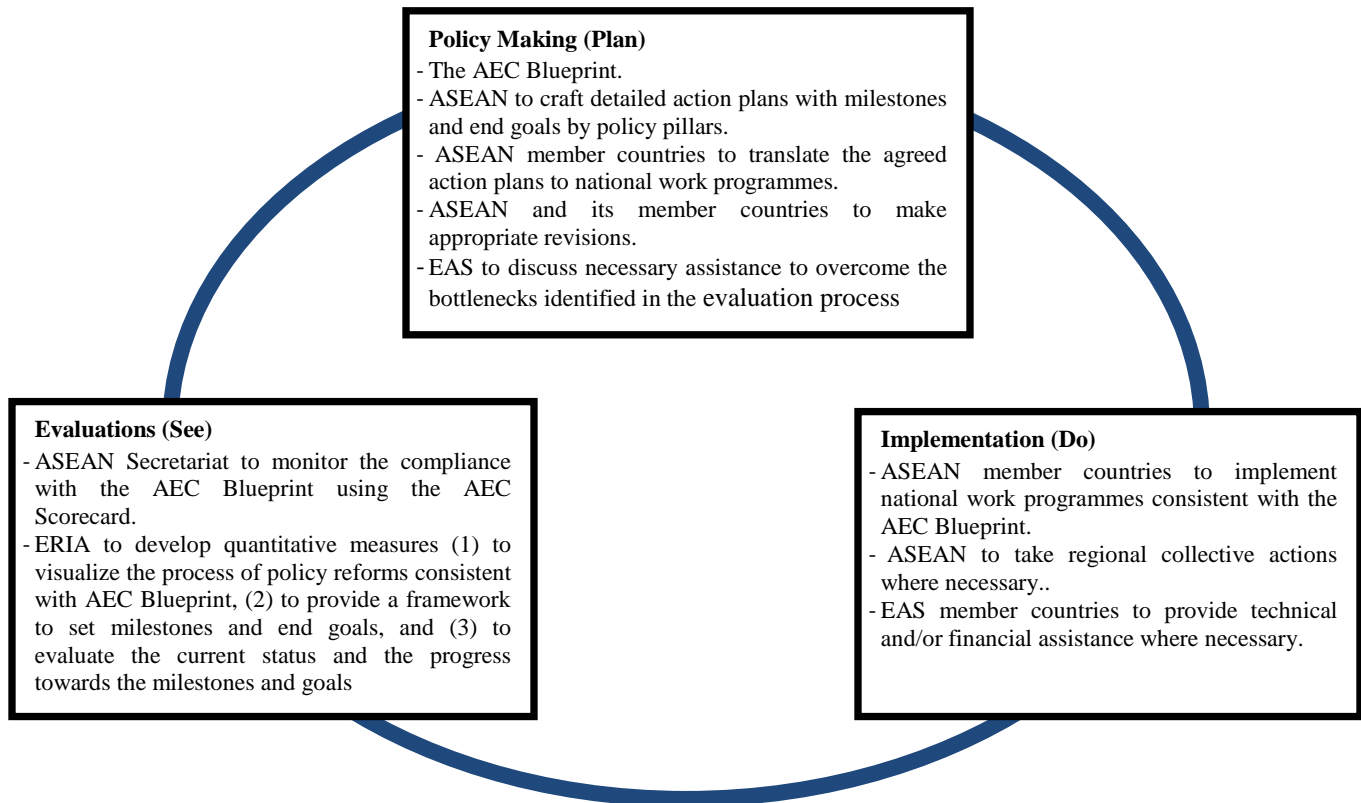 Policy Making (Plan)
- The AEC Blueprint.
- ASEAN to craft detailed action plans with milestones
and end goals by policy pillars.
- ASEAN member countries to translate the agreed
action plans to national work programmes.
- ASEAN and its member countries to make
appropriate revisions.
- EAS to discuss necessary assistance to overcome the
bottlenecks identified in the evaluation process
Evaluations (See)
- ASEAN Secretariat to monitor the compliance
with the AEC Blueprint using the AEC
Scorecard.
- ERIA to develop quantitative measures (1) to
visualize the process of policy reforms consistent
with AEC Blueprint, (2) to provide a framework
to set milestones and end goals, and (3) to
evaluate the current status and the progress
towards the milestones and goals
Implementation (Do)
- ASEAN member countries to implement
national work programmes consistent with the
AEC Blueprint.
- ASEAN to take regional collective actions
where necessary..
- EAS member countries to provide technical
and/or financial assistance where necessary.